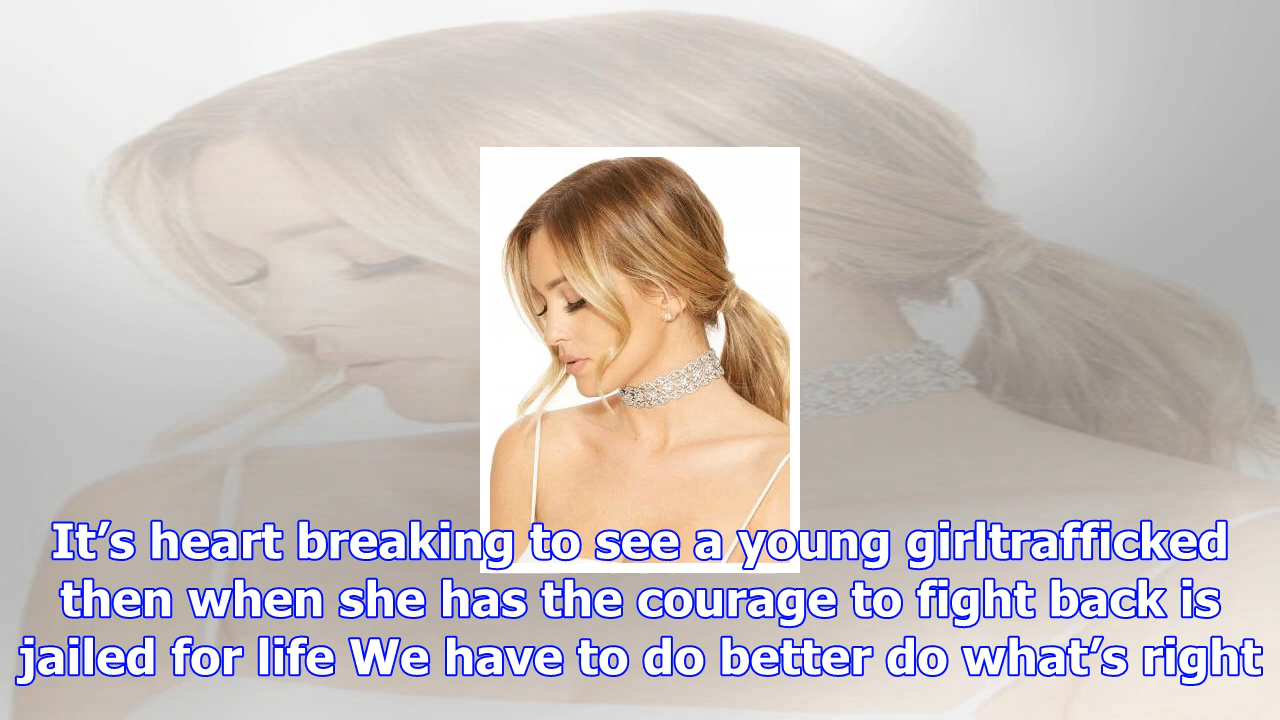 It’s heart breaking to see a young girltrafficked
then when she has the courage to fight back is
jailed for life We have to do better do what’s right